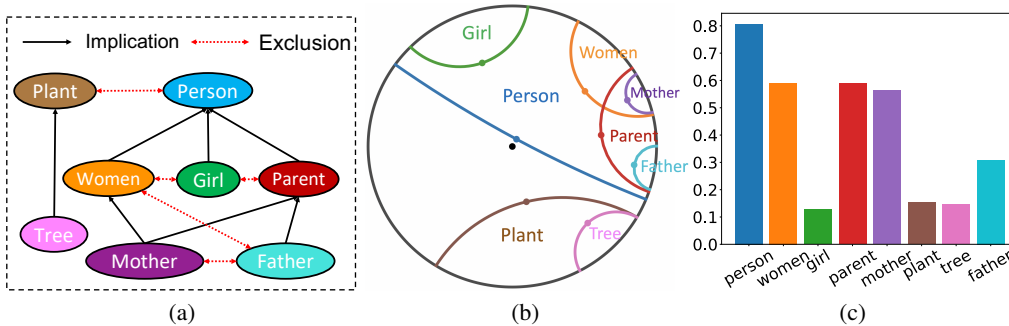 Implication
Exclusion
Plant
Person
Women
Girl
Parent
Tree
Mother
Father
(a)
Girl
Women
Person
Mother
Parent
Father
Plant
Tree
(b)
0.8
0.7
0.6
0.5
0.4
0.3
0.2
0.1
0.0
person
women
girl
parent
mother
plant
tree
father
(c)